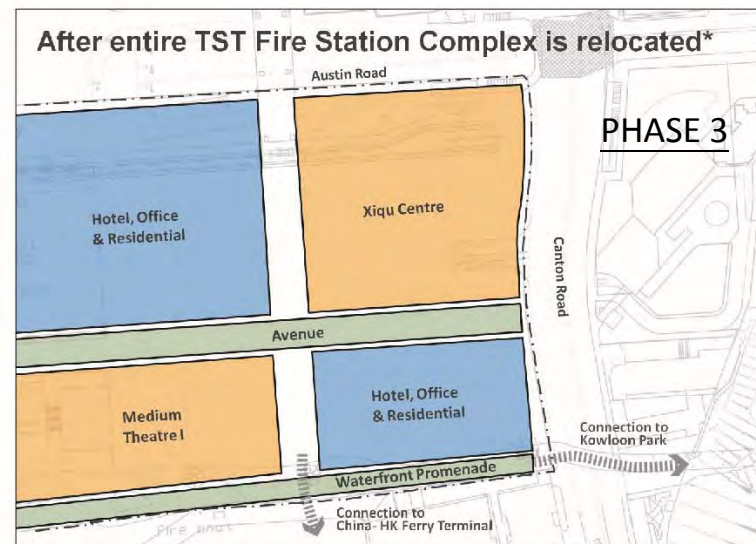 After entire TST Fire Station Complex is relocated*
Austin Road
PHASE 3
Hotel, Office
& Residential
Xiqu Centre
Canton Road
Avenue
Medium
Theatre I
Hotel, Office
& Residential
Connection to
Kowloon Park
Waterfront Promenade
Connection to
China- HK Ferry Terminal